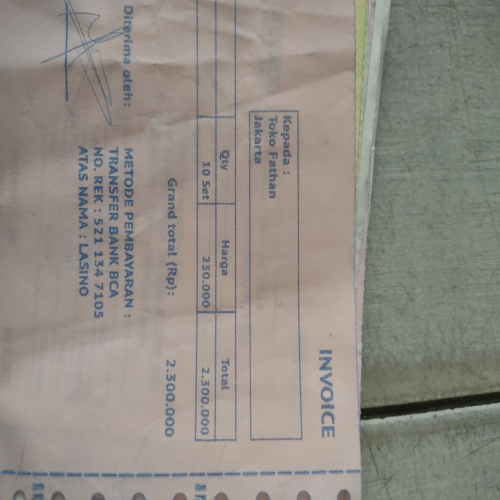 INVOICE
Kepada :
Toko Fathan
Jakarta
Qty Harga Total
10 Set 230.000 2.300.000
Grand total (Rp): 2.300.000
Diterima oleh:
METODE PEMBAYARAN :
TRANSFER BANK BCA
NO. REK : 521 134 7105
ATAS NAMA : LASINO